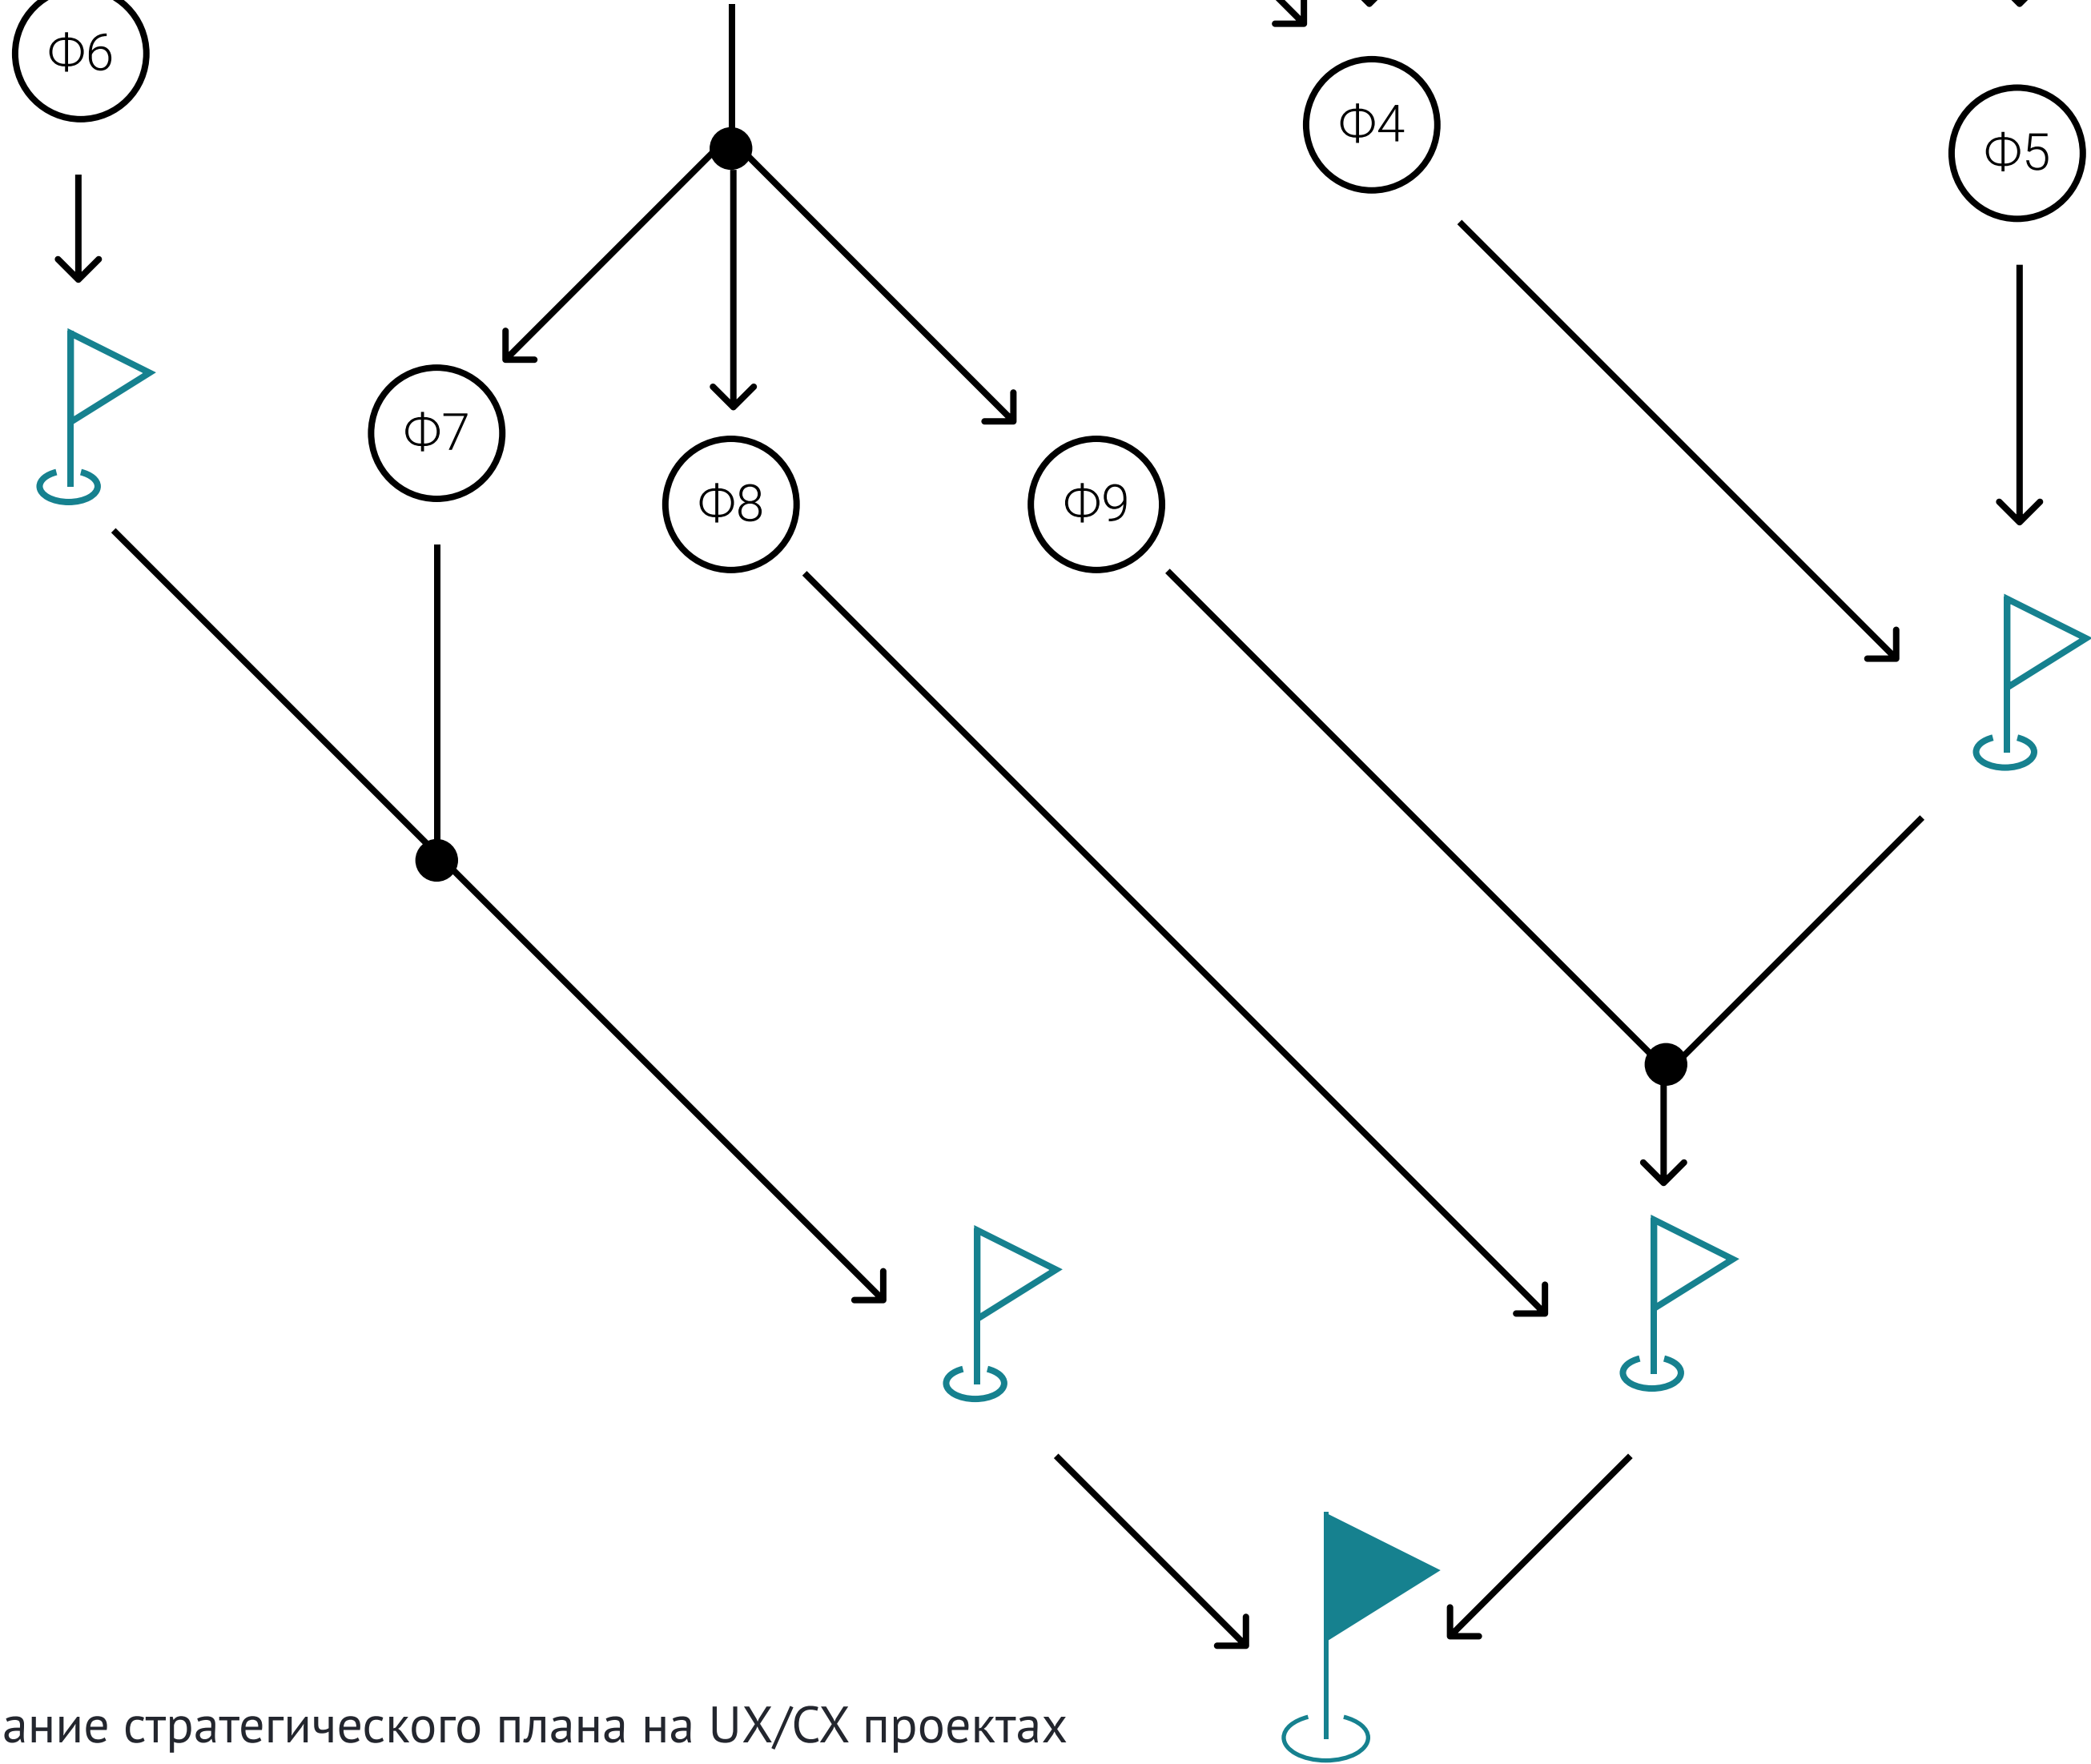 Ф6
Ф4
Ф5
Ф7
Ф8
Ф9
ание стратегического плана на UX/CX проектах